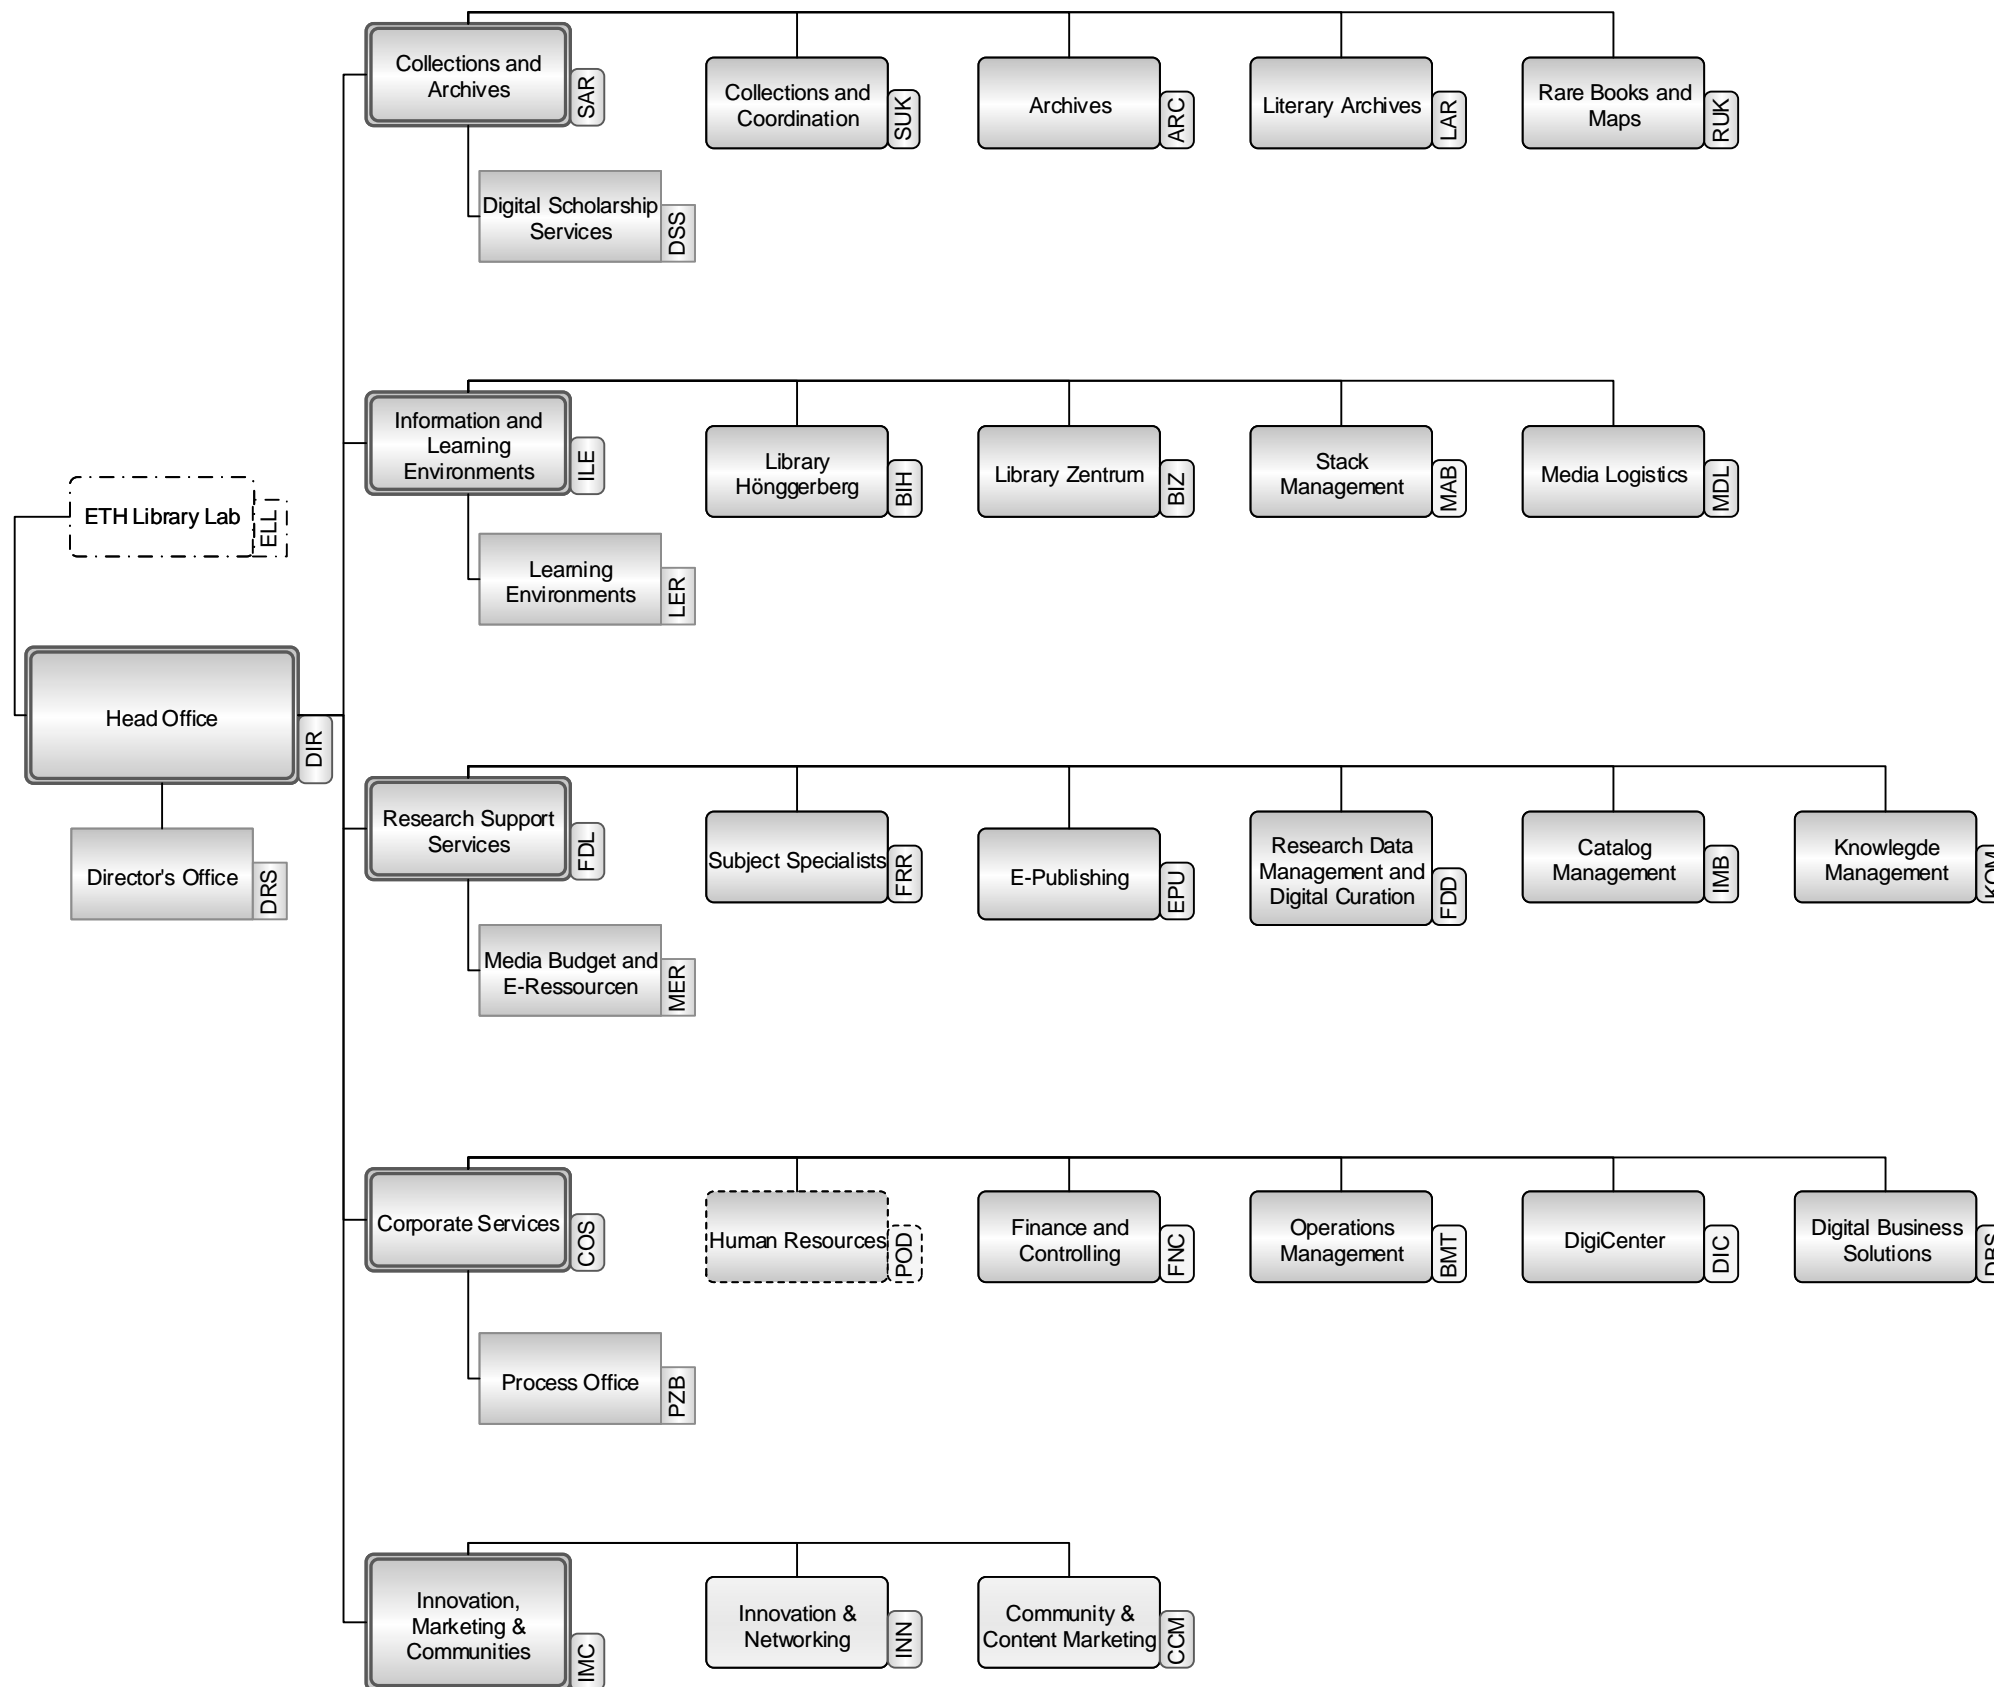 Collections and
Archives
SAR
Collections and
Coordination
SUK
Archives
ARC
Literary Archives
LAR
Rare Books and
Maps
RUK
Digital Scholarship
Services
DSS
Information and
Learning
Environments
ILE
Library
Hönggerberg
BIH
Library Zentrum
BIZ
Stack
Management
MAB
Media Logistics
MDL
ETH Library Lab
ELL
Learning
Environments
LER
Head Office
DIR
Director's Office
DRS
Research Support
Services
FDL
Subject Specialists
FRR
E-Publishing
EPU
Research Data
Management and
Digital Curation
FDD
Catalog
Management
IMB
Knowlegde
Management
KOM
Media Budget and
E-Ressourcen
MER
Corporate Services
COS
Human Resources
POD
Finance and
Controlling
FNC
Operations
Management
BMT
DigiCenter
DIC
Digital Business
Solutions
Process Office
PZB
Innovation,
Marketing &
Communities
IMC
Innovation &
Networking
INN
Community &
Content Marketing
CCM